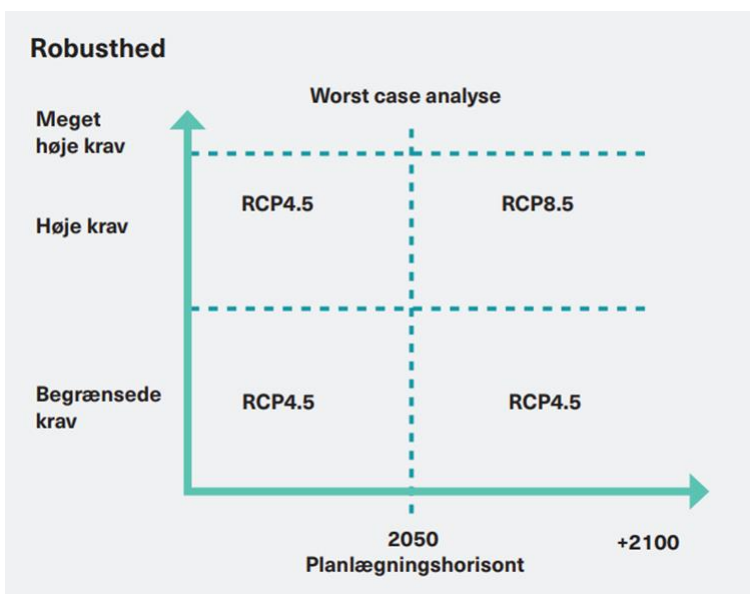 Robusthed
Worst case analyse
Meget
høje krav
RCP4.5
RCP8.5
Høje krav
Begrænsede
krav
RCP4.5
RCP4.5
2050
+2100
Planlægningshorisont